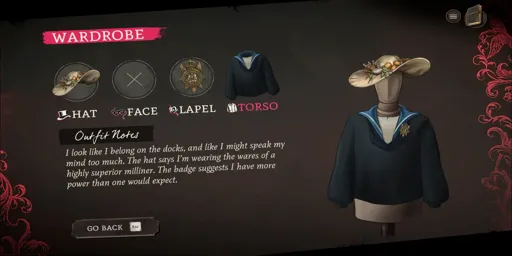 WARDROBE
HAT
FACE
LAPEL
TORSO
Outfit Notes
I look like I belong on the docks, and like I might speak my
mind too much. The hat says I'm wearing the wares of a
highly superior milliner. The badge suggests I have more
power than one would expect.
GO BACK